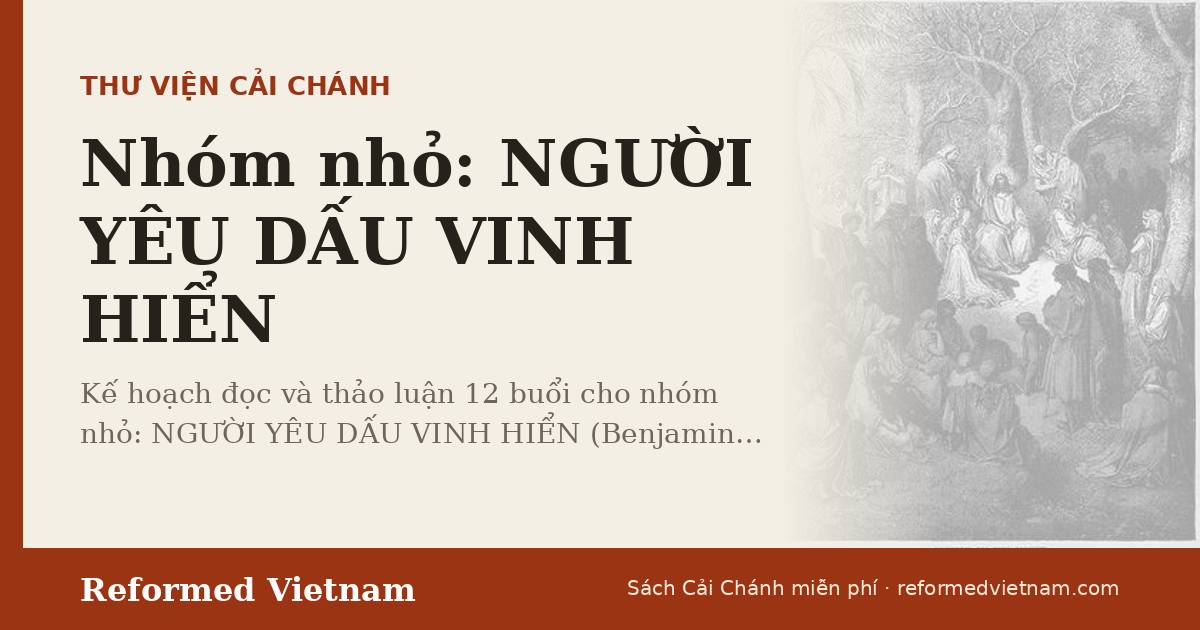 THƯ VIỆN CẢI CHÁNH
Nhóm nhỏ: NGƯỜI
YÊU DẤU VINH
HIỂN
Kế hoạch đọc và thảo luận 12 buổi cho nhóm
nhỏ: NGƯỜI YÊU DẤU VINH HIỂN (Benjamin...
Reformed Vietnam
Sách Cải Chánh miễn phí · reformedvietnam.com